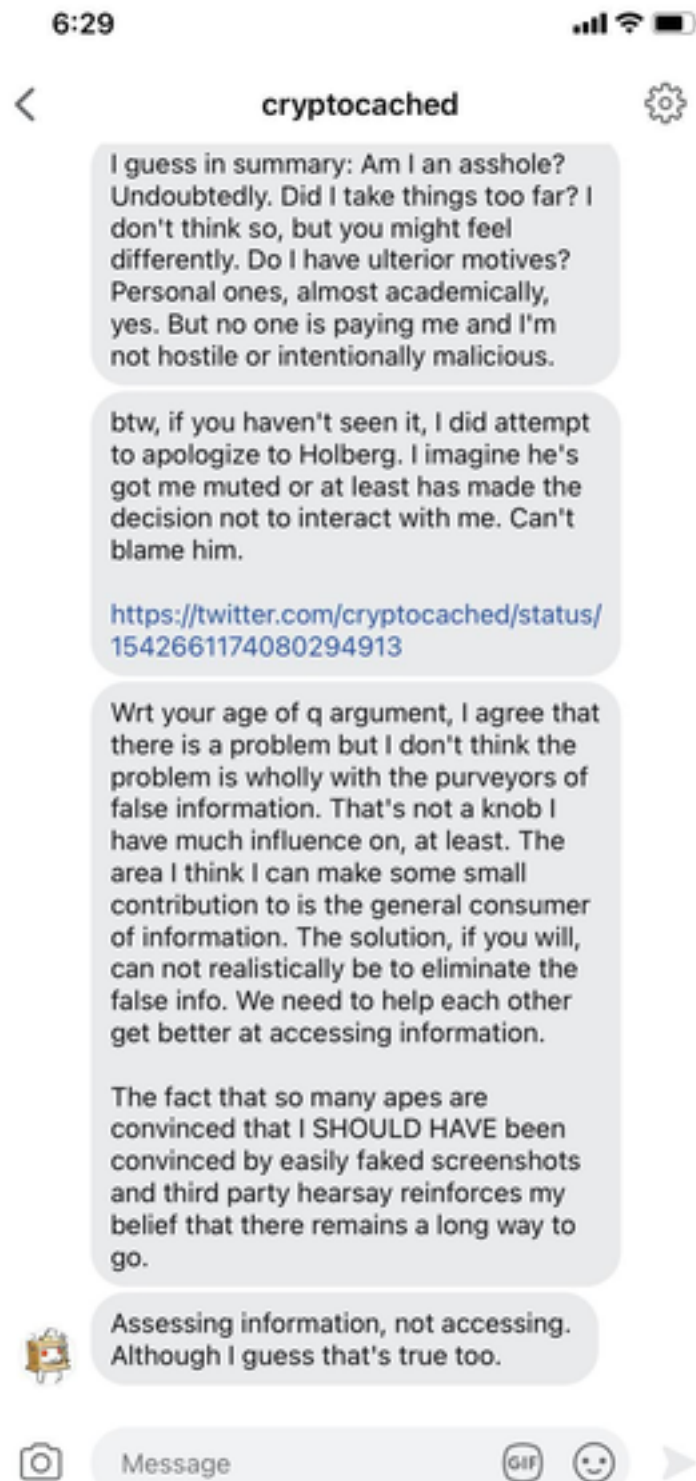 6:29
cryptocached
I guess in summary: Am I an asshole?
Undoubtedly. Did I take things too far? I
don't think so, but you might feel
differently. Do I have ulterior motives?
Personal ones, almost academically,
yes. But no one is paying me and I'm
not hostile or intentionally malicious.
btw, if you haven't seen it, I did attempt
to apologize to Holberg. I imagine he's
got me muted or at least has made the
decision not to interact with me. Can't
blame him.
https://twitter.com/cryptocached/status/
1542661174080294913
Wrt your age of q argument, I agree that
there is a problem but I don't think the
problem is wholly with the purveyors of
false information. That's not a knob I
have much influence on, at least. The
area I think I can make some small
contribution to is the general consumer
of information. The solution, if you will,
can not realistically be to eliminate the
false info. We need to help each other
get better at accessing information.
The fact that so many apes are
convinced that I SHOULD HAVE been
convinced by easily faked screenshots
and third party hearsay reinforces my
belief that there remains a long way to
go.
Assessing information, not accessing.
Although I guess that's true too.
Message
GIF